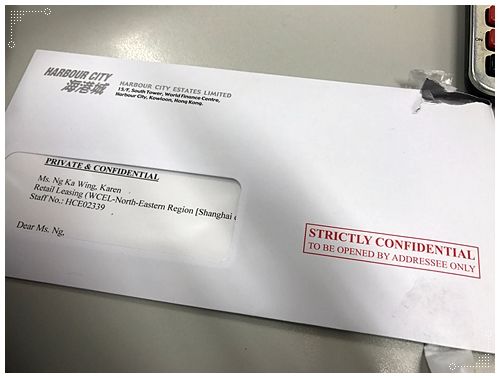 HARBOUR CITY
海港城
HARBOUR CITY ESTATES LIMITED
15/F, South Tower, World Finance Centre,
Harbour City, Kowloon, Hong Kong.
PRIVATE & CONFIDENTIAL
Ms. Ng Ka Wing, Karen
Retail Leasing (WCEL-North-Eastern Region [Shanghai
Staff No.: HCE02339
Dear Ms. Ng,
STRICTLY CONFIDENTIAL
TO BE OPENED BY ADDRESSEE ONLY
ON